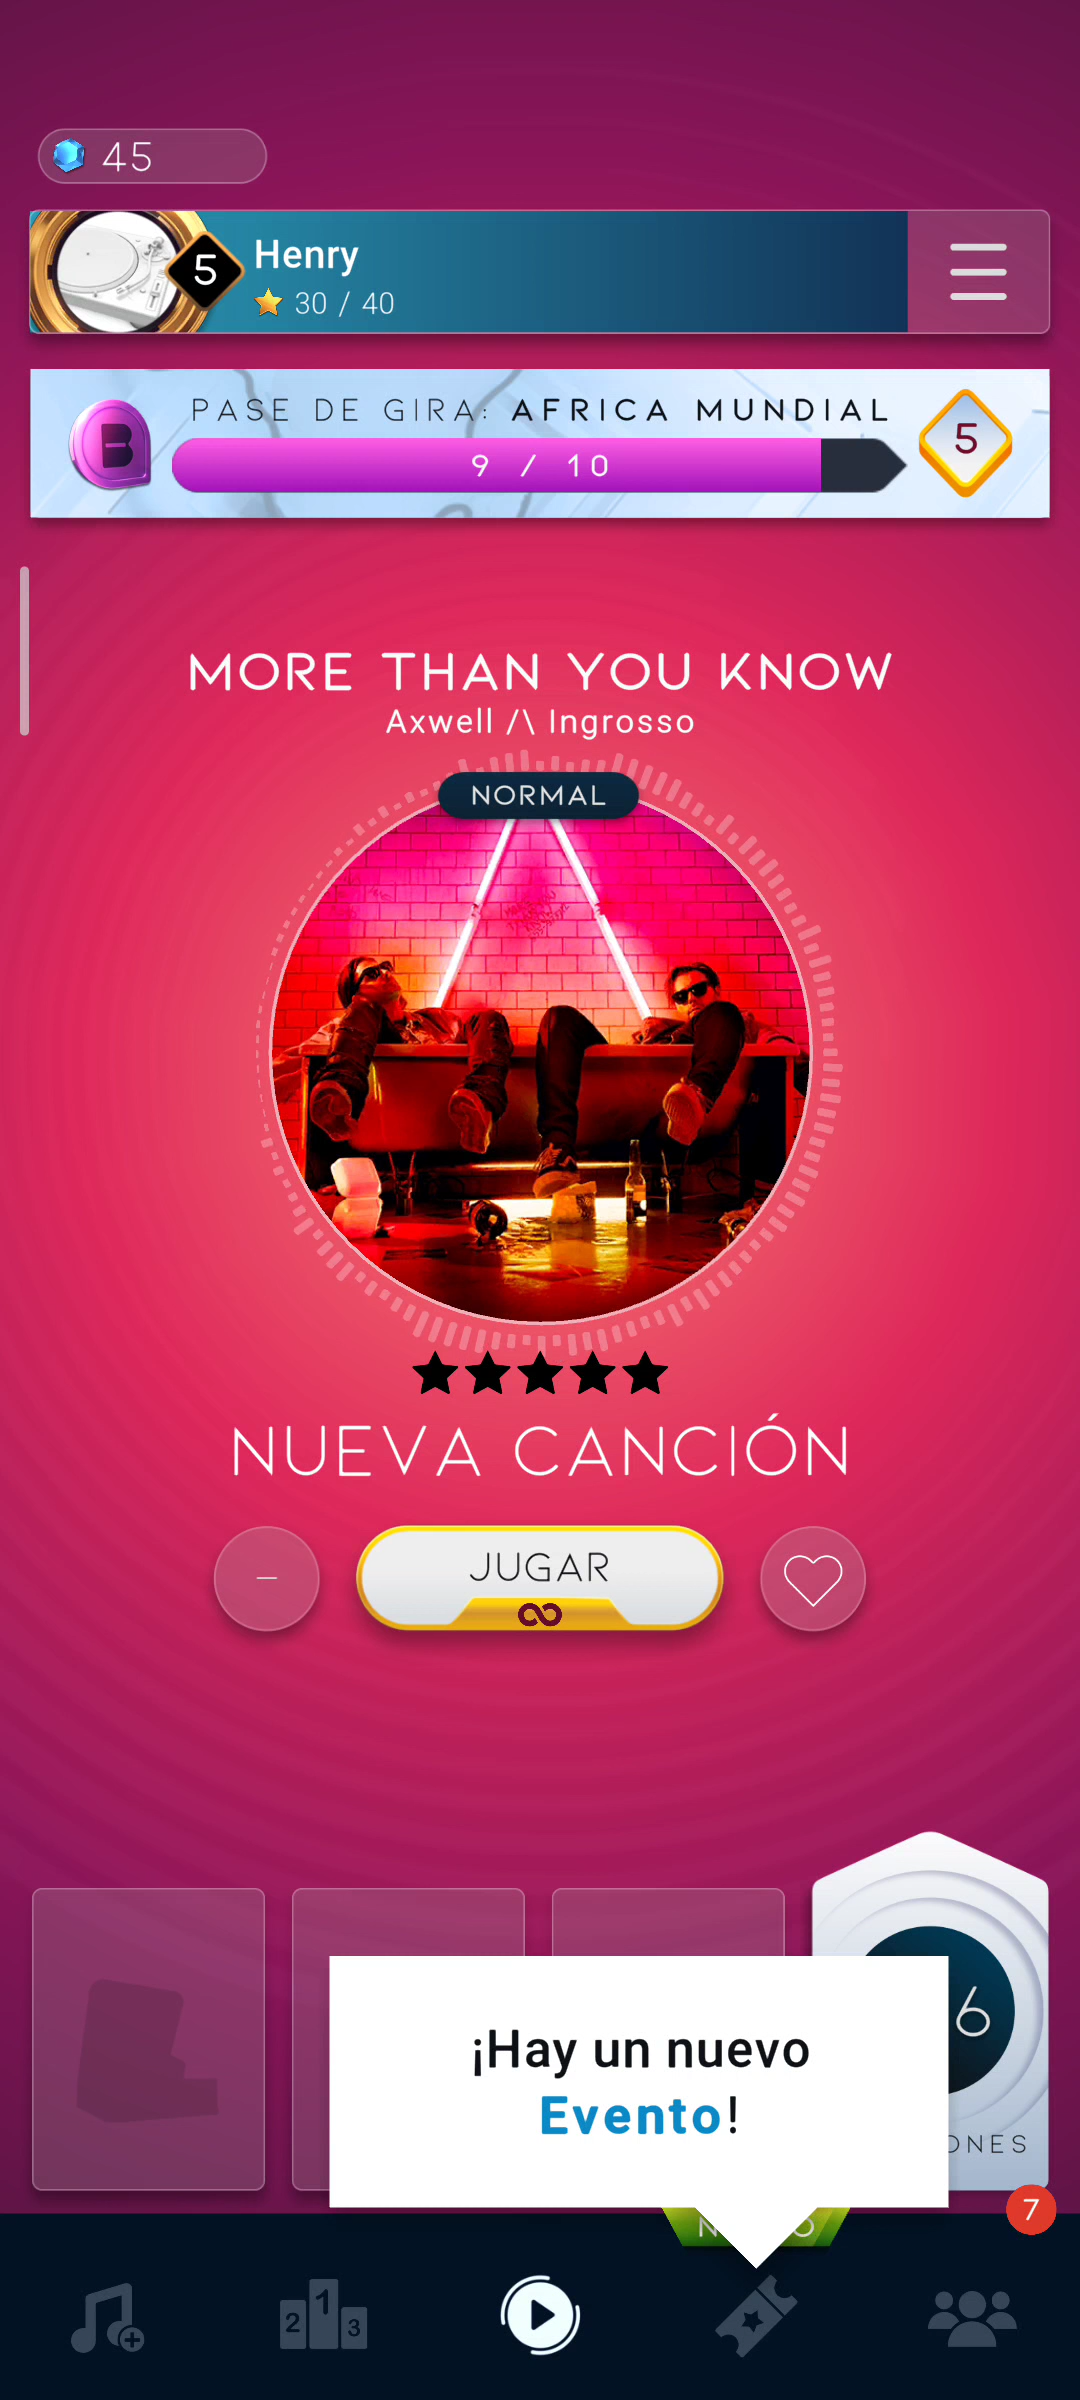 45
5
Henry
30 / 40
PASE DE GIRA: AFRICA MUNDIAL
B
9 / 10
5
MORE THAN YOU KNOW
Axwell /\ Ingrosso
NORMAL
NUEVA CANCIÓN
JUGAR
6
¡Hay un nuevo
Evento!
7
2 1 3